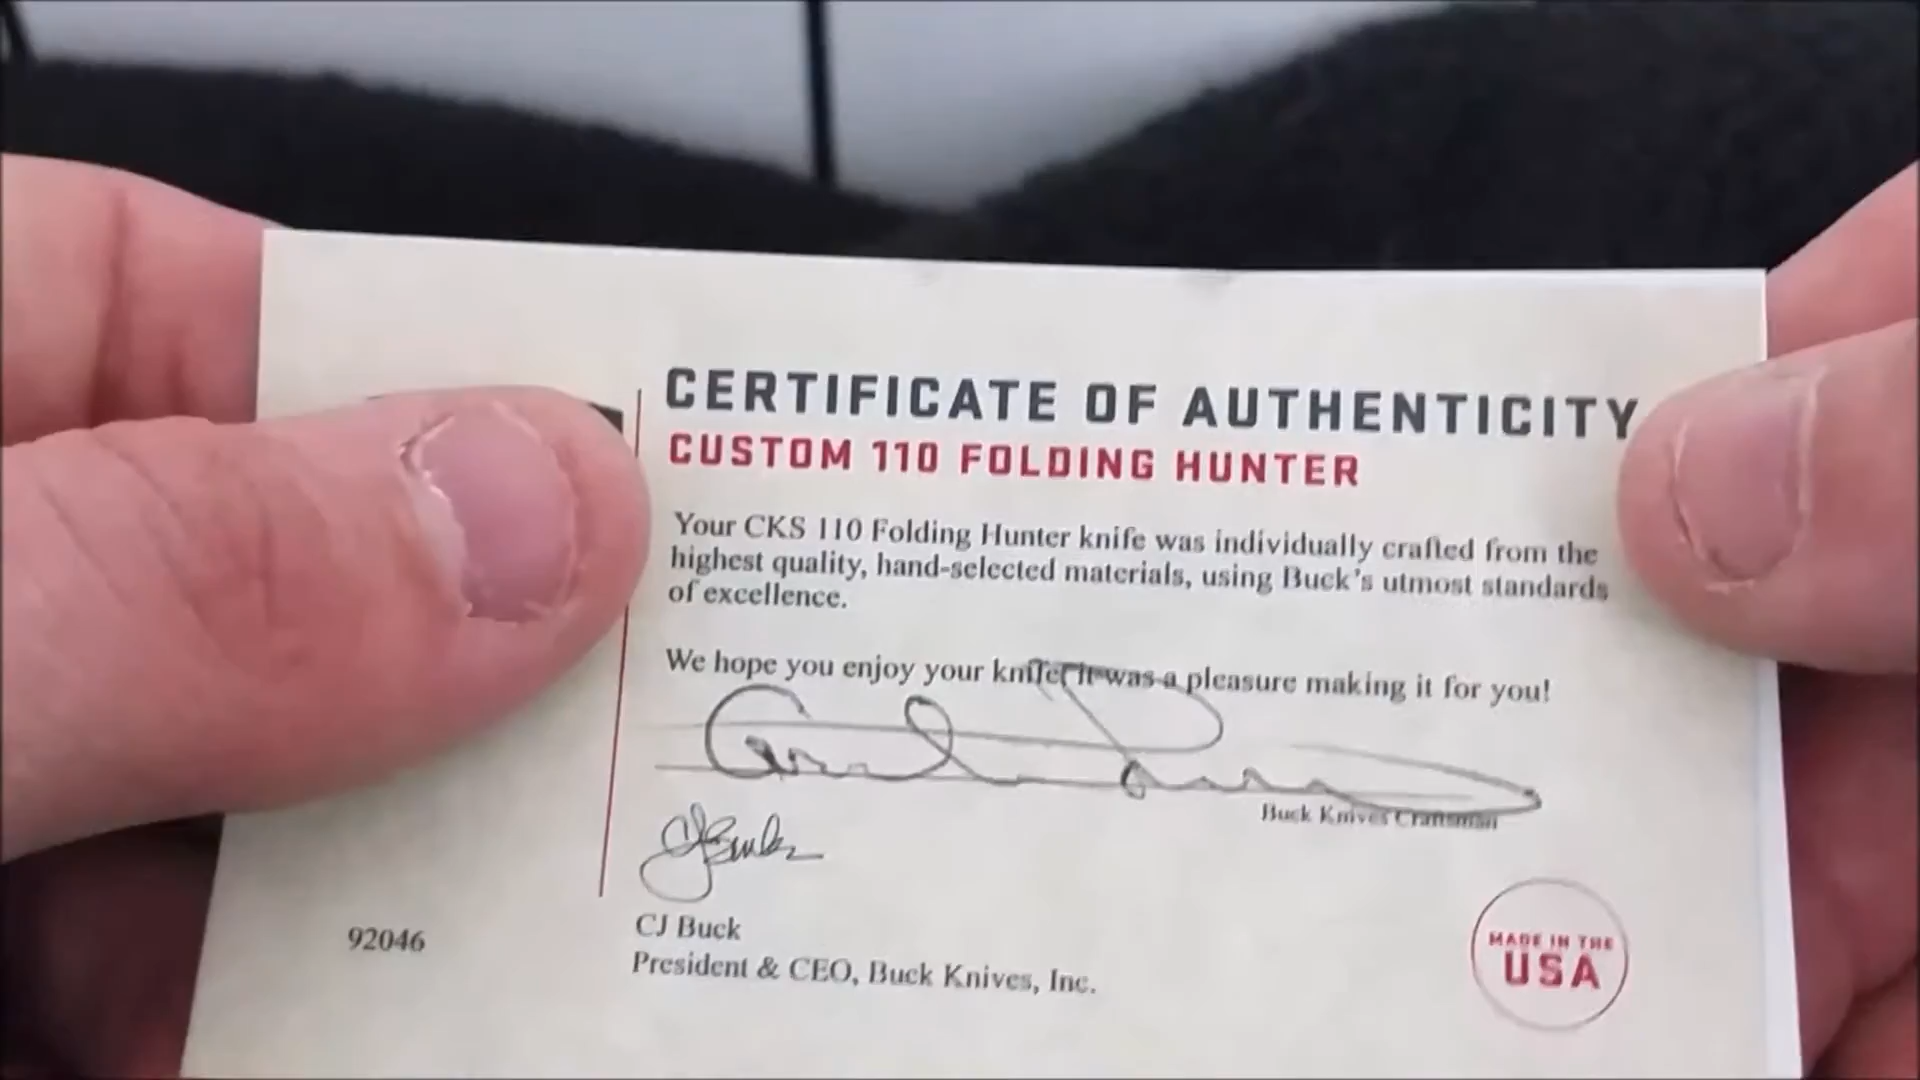 CERTIFICATE OF AUTHENTICITY
CUSTOM 110 FOLDING HUNTER
Your CKS 110 Folding Hunter knife was individually crafted from the
highest quality, hand-selected materials, using Buck's utmost standards
of excellence.
We hope you enjoy your knife, it was a pleasure making it for you!
Buck Knives Craftsman
CJ Buck
CJ Buck
President & CEO, Buck Knives, Inc.
92046
MADE IN THE
USA